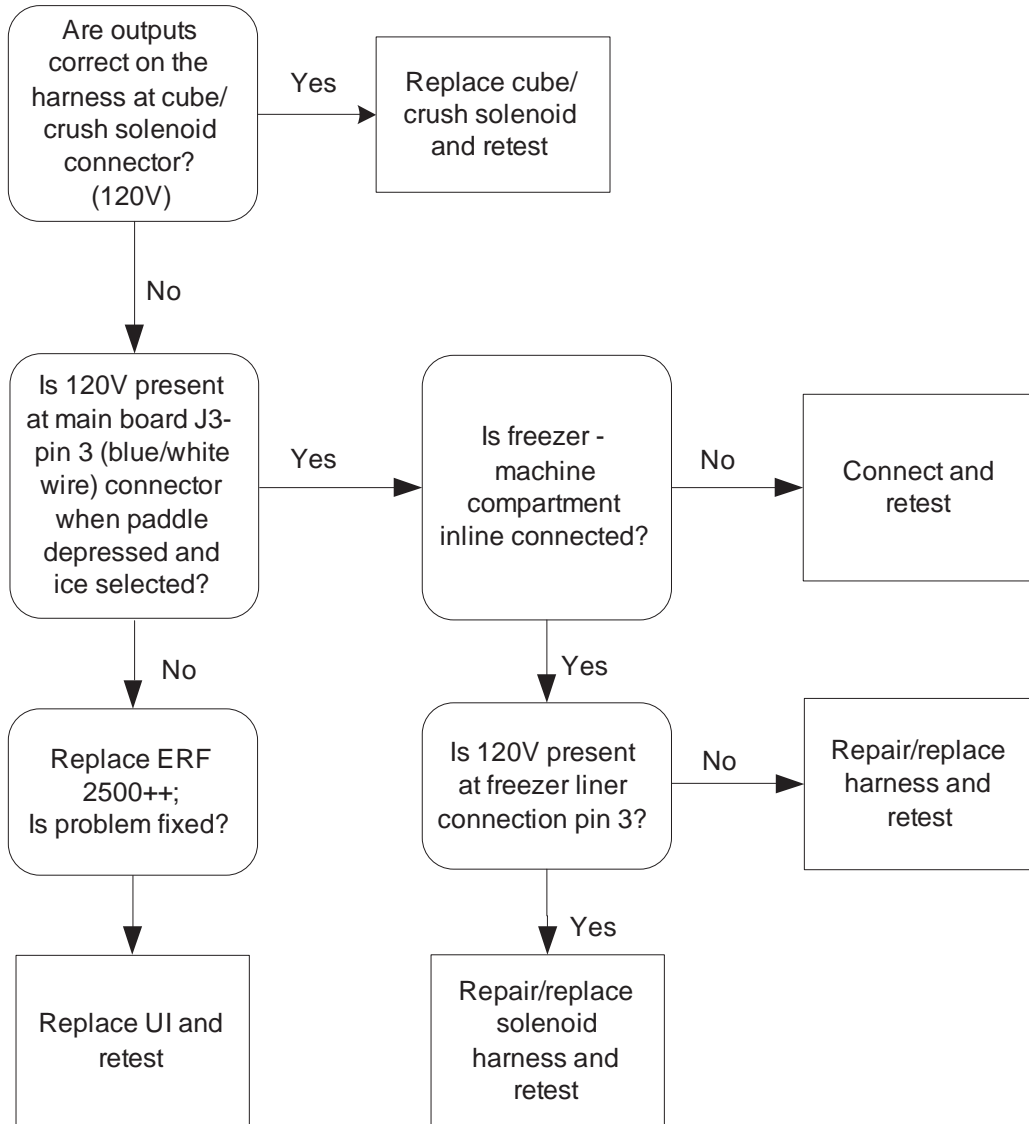 Are outputs
correct on the
harness at cube/
crush solenoid
connector?
(120V)
Yes
Replace cube/
crush solenoid
and retest
No
Is 120V present
at main board J3-
pin 3 (blue/white
wire) connector
when paddle
depressed and
ice selected?
Yes
Is freezer -
machine
compartment
inline connected?
No
Connect and
retest
No
Yes
Replace ERF
2500++;
Is problem fixed?
Is 120V present
at freezer liner
connection pin 3?
No
Repair/replace
harness and
retest
Yes
Replace UI and
retest
Repair/replace
solenoid
harness and
retest